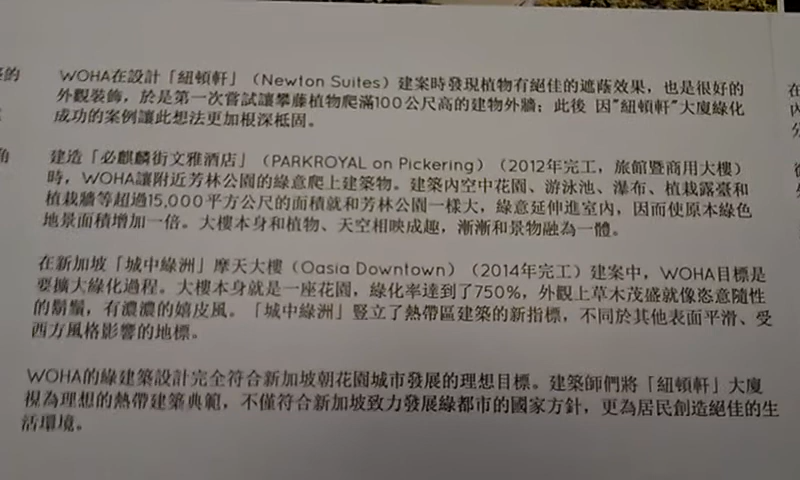 WOHA在設計「紐頓軒」（Newton Suites）建案時發現植物有絕佳的遮蔭效果，也是很好的
外觀裝飾，於是第一次嘗試讓攀藤植物爬滿100公尺高的建物外牆；此後 因"紐頓軒"大廈綠化
成功的案例讓此想法更加根深柢固。
建造「必麒麟街文雅酒店」（PARKROYAL on Pickering）（2012年完工，旅館暨商用大樓）
時，WOHA讓附近芳林公園的綠意爬上建築物。建築內空中花園、游泳池、瀑布、植栽露臺和
植栽牆等超過15,000平方公尺的面積就和芳林公園一樣大，綠意延伸進室內，因而使原本綠色
地景面積增加一倍。大樓本身和植物、天空相映成趣，漸漸和景物融為一體。
在新加坡「城中綠洲」摩天大樓（Oasia Downtown）（2014年完工）建案中，WOHA目標是
要擴大綠化過程。大樓本身就是一座花園，綠化率達到了750%，外觀上草木茂盛就像恣意隨性
的鬍鬚，有濃濃的嬉皮風。「城中綠洲」豎立了熱帶區建築的新指標，不同於其他表面平滑、受
西方風格影響的地標。
WOHA的綠建築設計完全符合新加坡朝花園城市發展的理想目標。建築師們將「紐頓軒」大廈
視為理想的熱帶建築典範，不僅符合新加坡致力發展綠都市的國家方針，更為居民創造絕佳的生
活環境。